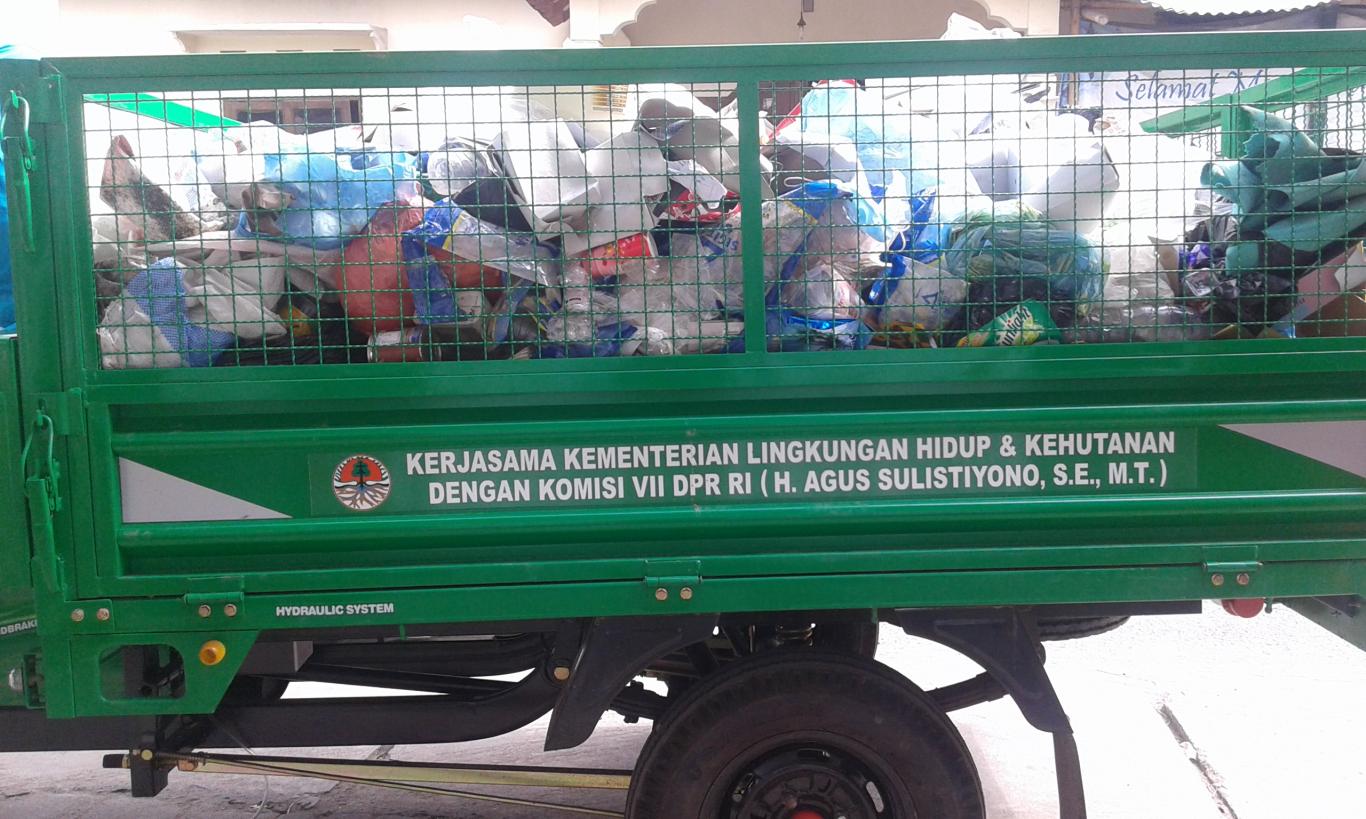 Selamat
KERJASAMA KEMENTERIAN LINGKUNGAN HIDUP & KEHUTANAN
DENGAN KOMISI VII DPR RI ( H. AGUS SULISTIYONO, S.E., M.T. )
HYDRAULIC SYSTEM